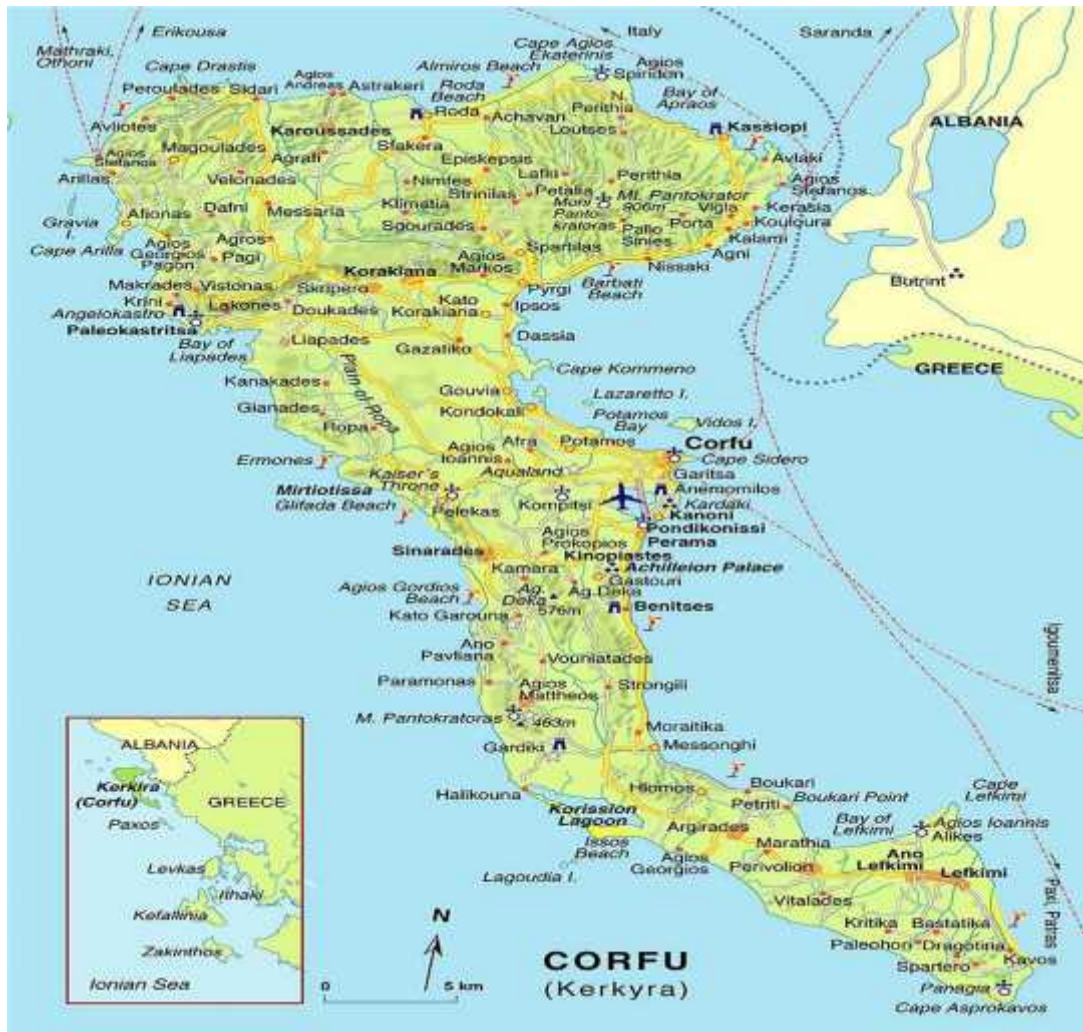 Mathraki,
Othoni
Erikousa
Italy
Saranda
Cape Drastis
Almiros Beach
Cape Agios
Ekaterinis
Agios
Spiridon
Peroulades
Sidari
Agios
Andreas
Astrakeri
Roda
Beach
Bay of
Apraos
Avliotes
Karoussades
Roda
Achavari
N.
Perithia
Loutses
Kassiopi
ALBANIA
Agios
Stefanos
Magoulades
Agrafi
Sfakera
Episkepsis
Avlaki
Arillas
Velonades
Nimfes
Lafki
Perithia
Agios
Stefanos
Strinilas
Petalia
Mt. Pantokrator
906m
Moni
Panto-
kratoras
Gravia
Afionas
Dafni
Messaria
Klimatia
Vigla
Kerasia
Sgourades
Pallo
Sinies
Porta
Kouloura
Cape Arilla
Agios
Georgios
Pagon
Agros
Pagi
Spartilas
Kalami
Agni
Agios
Markos
Nissaki
Makrades
Vistonas
Korakiana
Skripero
Barbati
Beach
Butrint
Krini
Lakones
Doukades
Kato
Korakiana
Pyrgi
Ipsos
Angelokastro
Paleokastritsa
Bay of
Liapades
Liapades
Gazatiko
Dassia
GREECE
Plain of Ropa
Cape Kommeno
Kanakades
Gouvia
Lazaretto I.
Gianades
Kondokali
Potamos
Bay
Vidos I.
Ropa
Agios
Ioannis
Afra
Potamos
Corfu
Cape Sidero
Ermones
Aqualand
Garitsa
Kaiser's
Throne
Mirtiotissa
Kompitsi
Anemomilos
Kardaki
Glifada Beach
Pelekas
Kanoni
Pondikonissi
Agios
Prokopios
Perama
Sinarades
Kinopiastes
Achilleion Palace
Kamara
Gastouri
IONIAN
SEA
Agios Gordios
Beach
Ag.
Deka
576m
Ag.Deka
Benitses
Kato Garouna
Ano
Pavliana
Vouniatades
Igoumenitsa
Paramonas
Agios
Mattheos
Strongili
M. Pantokratoras
463m
Moraitika
Gardiki
Messonghi
ALBANIA
Kerkira
(Corfu)
GREECE
Paxos
Levkas
Ithaki
Kefallinia
Zakinthos
Ionian Sea
Halikouna
Hlomos
Boukari
Cape
Lefkimi
Petriti
Boukari Point
Korission
Lagoon
Argirades
Bay of
Lefkimi
Agios Ioannis
Alikes
Issos
Beach
Marathia
Agios
Georgios
Perivolion
Ano
Lefkimi
Lefkimi
Lagoudia I.
Vitalades
Paxi, Patras
N
Kritika
Bastatika
Paleohori
Dragotina
Kavos
Spartero
CORFU
(Kerkyra)
Panagia
Cape Asprokavos
0
5 km